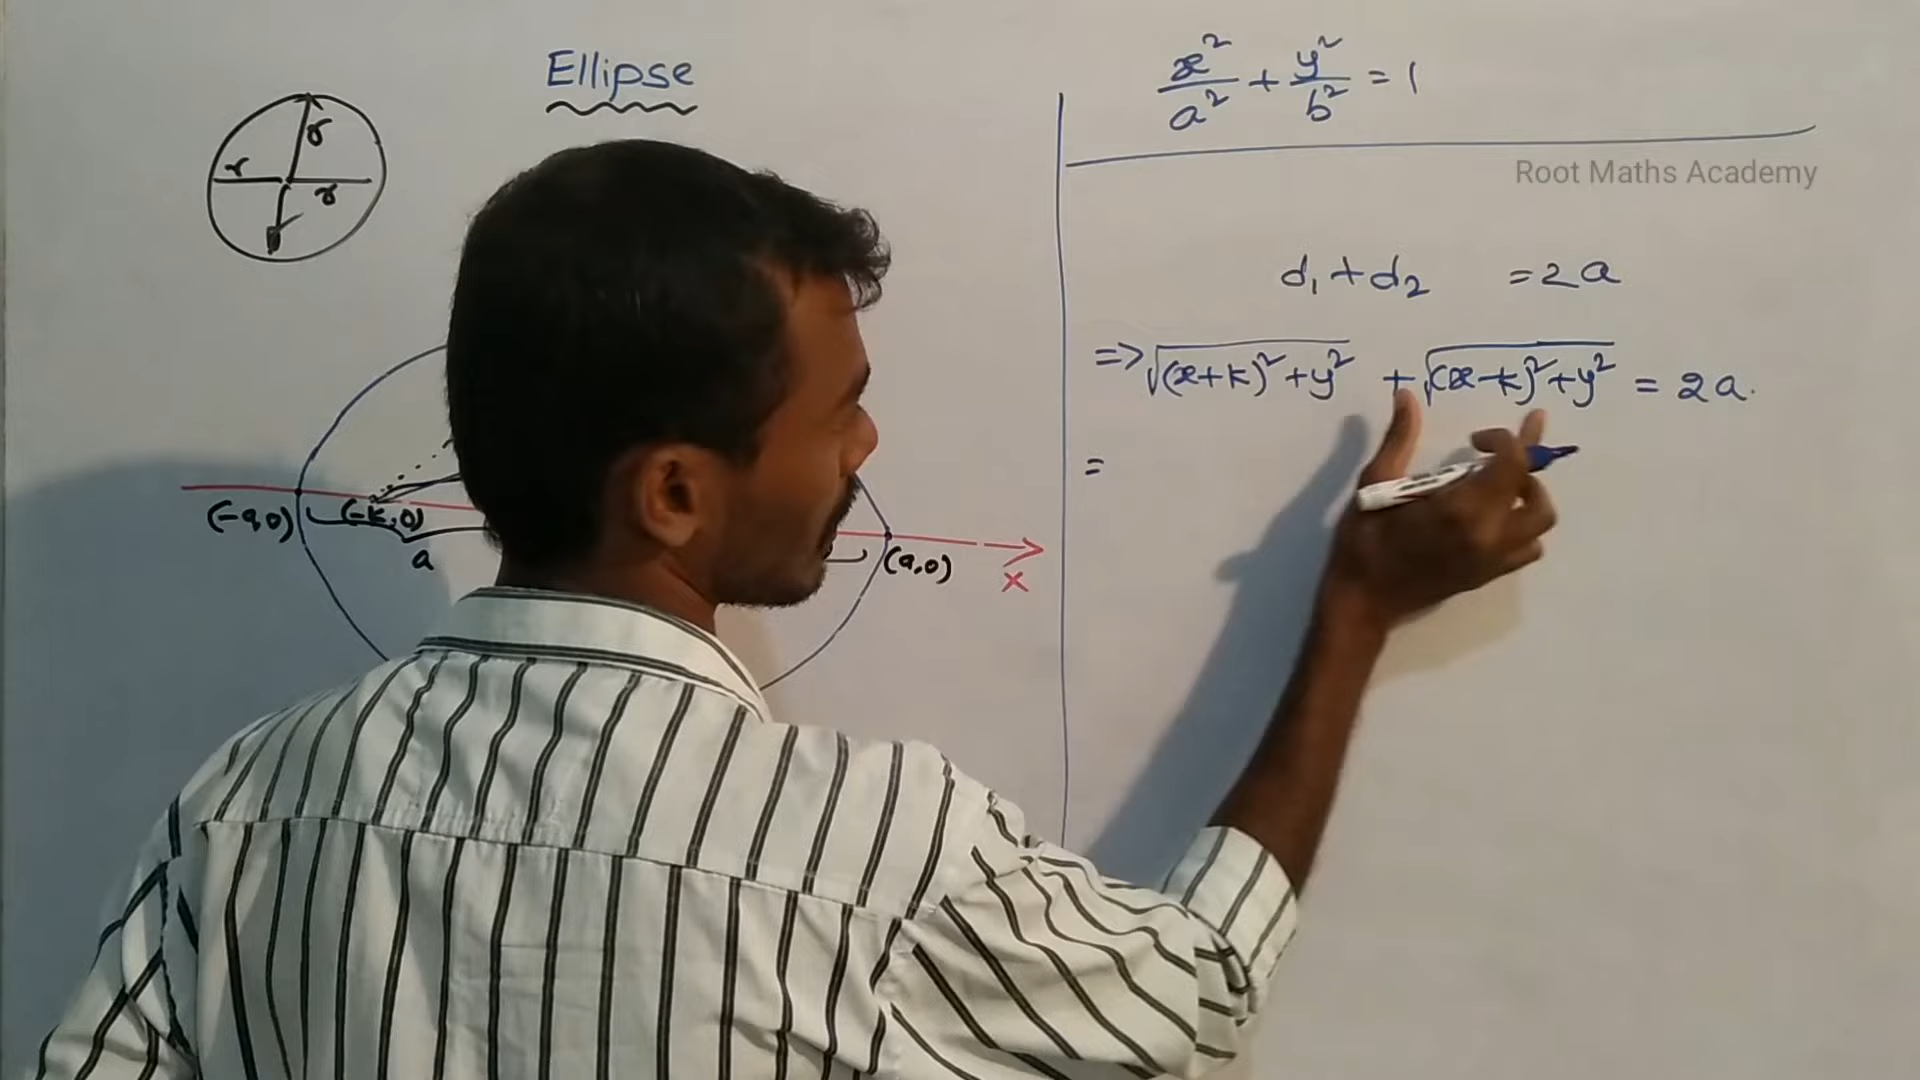 Ellipse
r
r
r
(-a,0)
(-k,0)
a
(a,0)
x
x²/a² + y²/b² = 1
Root Maths Academy
d₁+d₂ =2a
=> √(x+k)²+y² + √(x-k)²+y² = 2a.
=